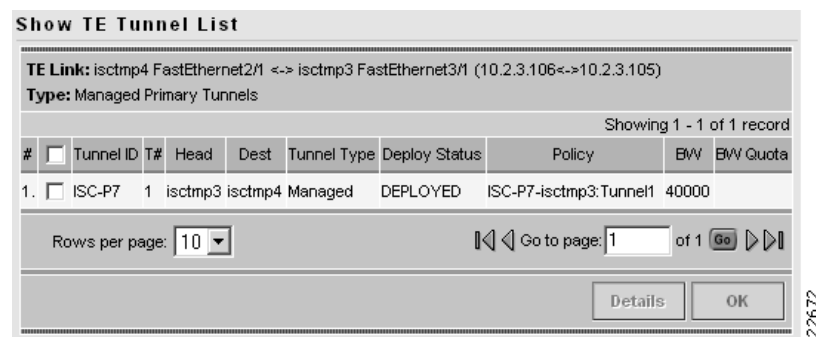 Show TE Tunnel List
TE Link: isctmp4 FastEthernet2/1 <-> isctmp3 FastEthernet3/1 (10.2.3.106<->10.2.3.105)
Type: Managed Primary Tunnels
Showing 1 - 1 of 1 record
# Tunnel ID T# Head Dest Tunnel Type Deploy Status Policy BW BW Quota
1. ISC-P7 1 isctmp3 isctmp4 Managed DEPLOYED ISC-P7-isctmp3:Tunnel1 40000
Rows per page: 10 Go to page: 1 of 1 Go
Details OK
22672